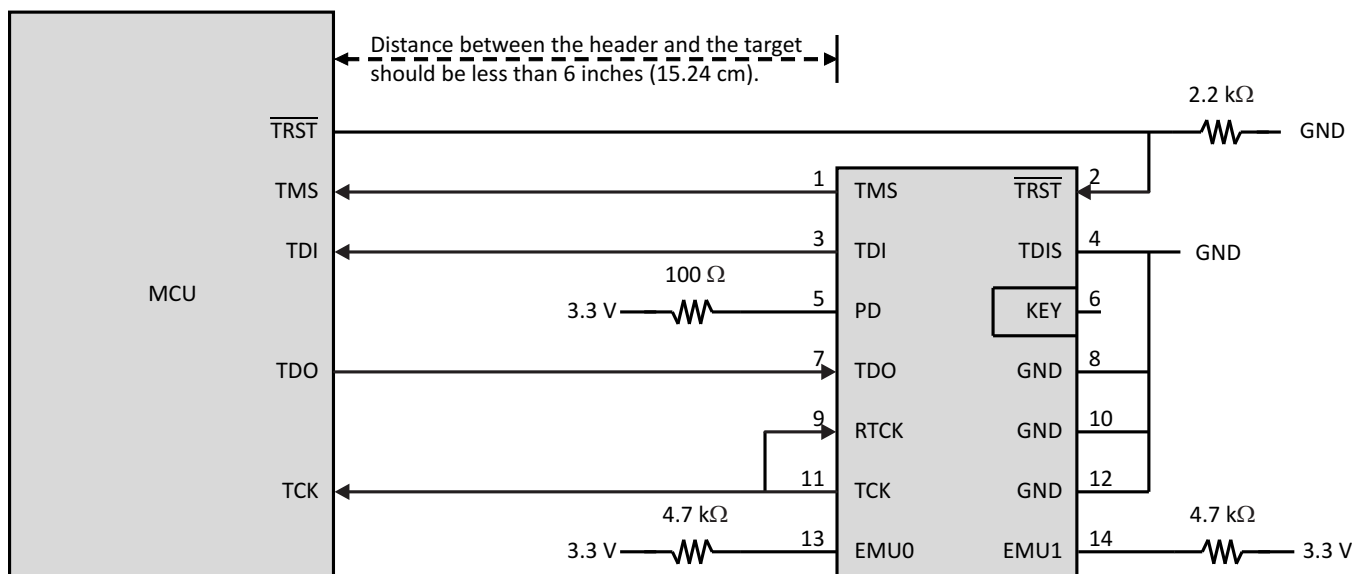 Distance between the header and the target
should be less than 6 inches (15.24 cm).
2.2 kΩ
TRST
GND
TMS
1
TMS
TRST
2
TDI
3
TDI
TDIS
4
GND
MCU
100 Ω
3.3 V
5
PD
KEY
6
TDO
7
TDO
GND
8
9
RTCK
GND
10
TCK
11
TCK
GND
12
4.7 kΩ
4.7 kΩ
3.3 V
13
EMU0
EMU1
14
3.3 V